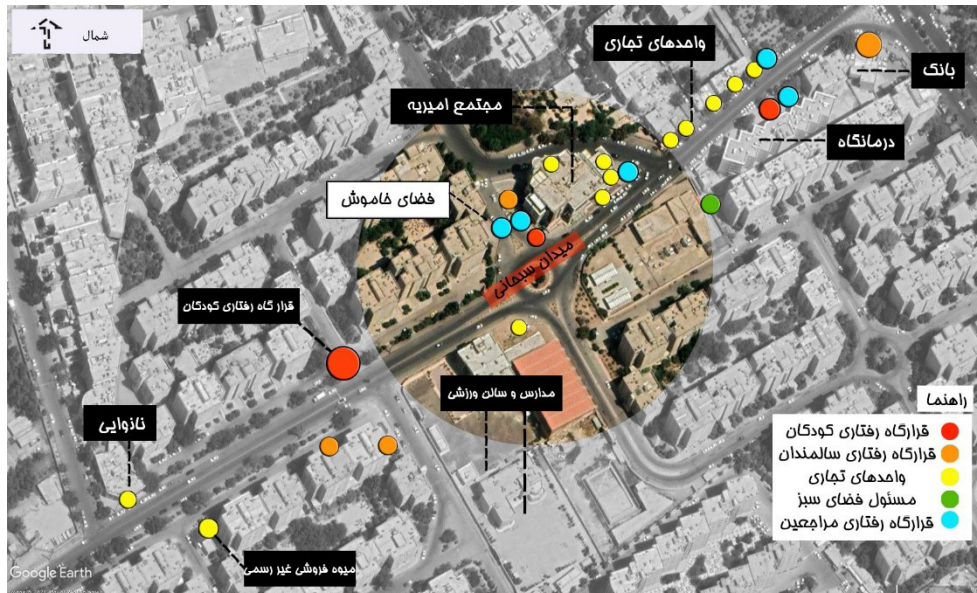 شمال
واحدهای تجاری
بانک
مجتمع امیریه
درمانگاه
فضای خاموش
میدان سبحانی
قرارگاه رفتاری کودکان
مدارس و سالن ورزشی
نانوایی
میوه فروشی غیر رسمی
راهنما
قرارگاه رفتاری کودکان
قرارگاه رفتاری سالمندان
واحدهای تجاری
مسئول فضای سبز
قرارگاه رفتاری مراجعین
Google Earth